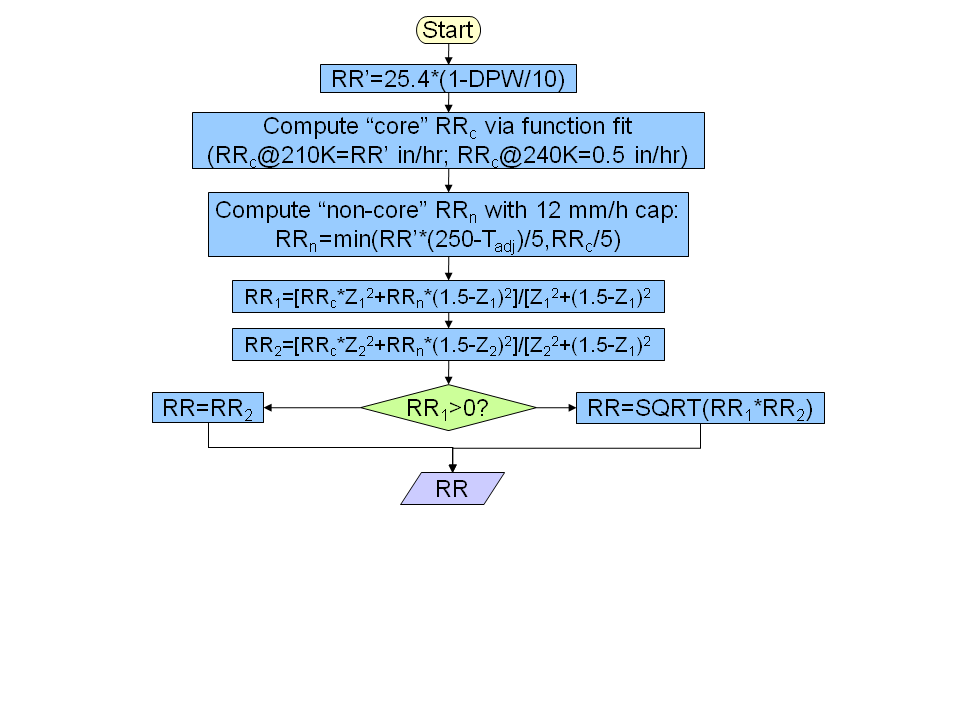 Start
RR’=25.4*(1-DPW/10)
Compute “core” RRc via function fit
(RRc@210K=RR’ in/hr; RRc@240K=0.5 in/hr)
Compute “non-core” RRn with 12 mm/h cap:
RRn=min(RR’*(250-Tadj)/5,RRc/5)
RR1=[RRc*Z1²+RRn*(1.5-Z1)²]/[Z1²+(1.5-Z1)²
RR2=[RRc*Z2²+RRn*(1.5-Z2)²]/[Z2²+(1.5-Z1)²
RR=RR2
RR1>0?
RR=SQRT(RR1*RR2)
RR